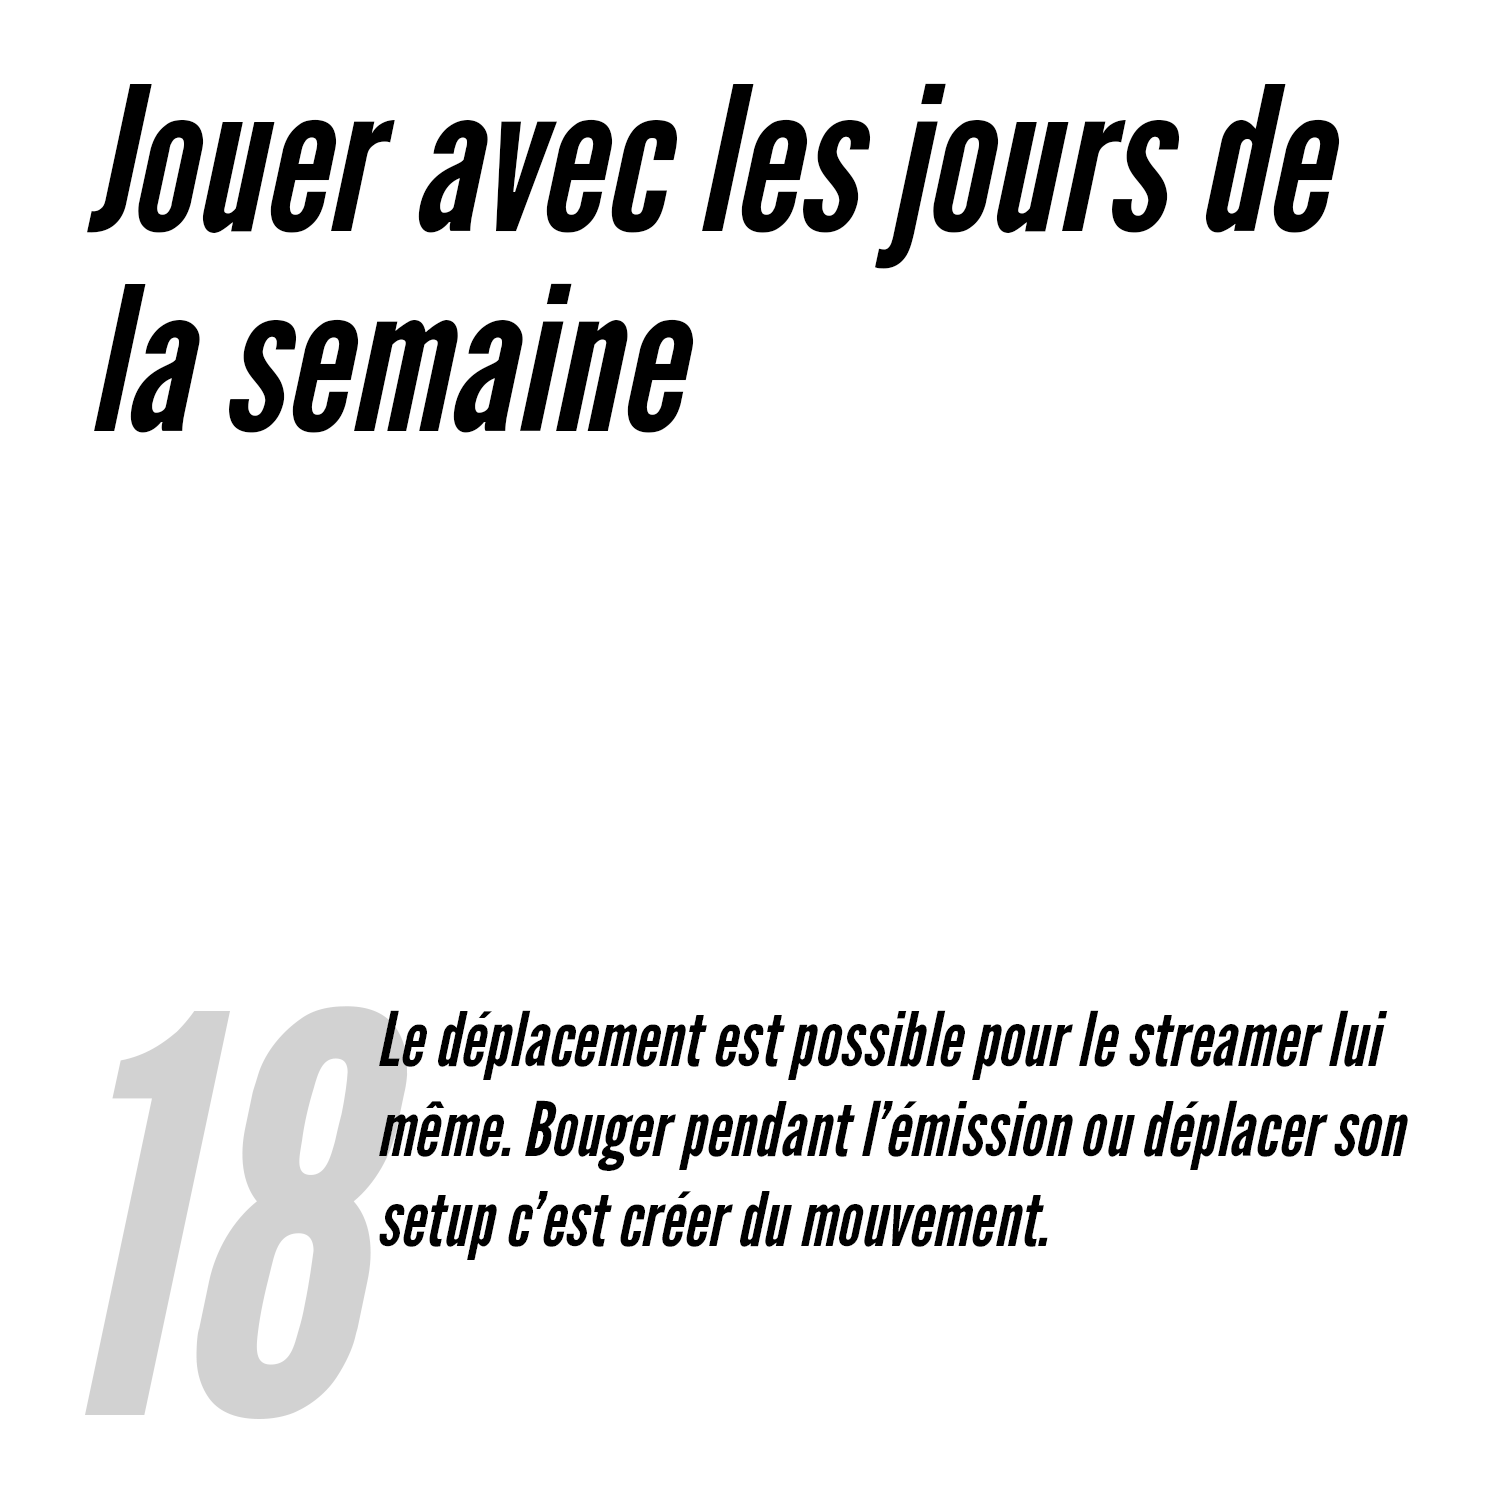 Jouer avec les jours de
la semaine
18
Le déplacement est possible pour le streamer lui
même. Bouger pendant l’émission ou déplacer son
setup c’est créer du mouvement.